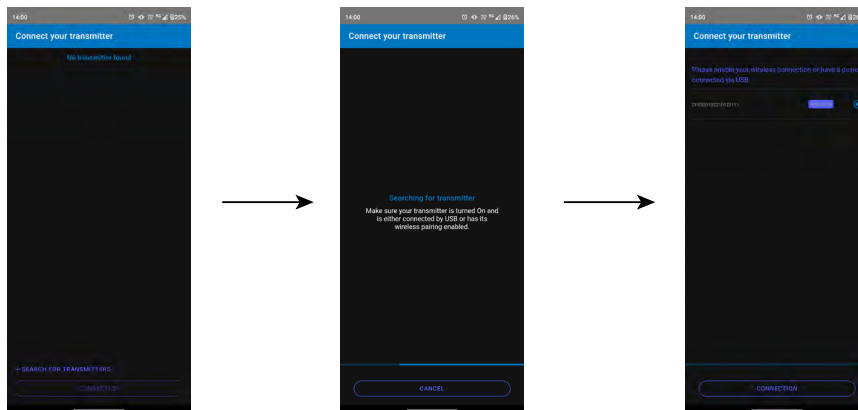 14:00
25%
Connect your transmitter
No transmitter found
+ SEARCH FOR TRANSMITTERS
CONNECTION
14:00
26%
Connect your transmitter
Searching for transmitter
Make sure your transmitter is turned On and
is either connected by USB or has its
wireless pairing enabled.
CANCEL
14:00
Connect your transmitter
Please enable your wireless connection or have a
connected via USB.
CONNECTION